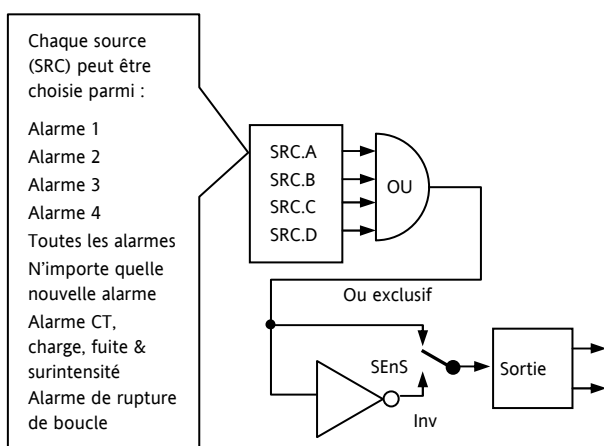 Chaque source
(SRC) peut être
choisie parmi :
Alarme 1
Alarme 2
Alarme 3
Alarme 4
Toutes les alarmes
N’importe quelle
nouvelle alarme
Alarme CT,
charge, fuite &
surintensité
Alarme de rupture
de boucle
SRC.A
SRC.B
SRC.C
SRC.D
OU
Ou exclusif
SEnS
Inv
Sortie